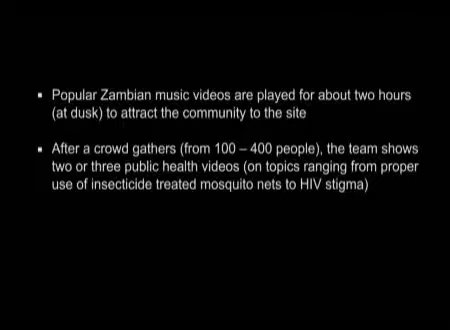 ▪ Popular Zambian music videos are played for about two hours
(at dusk) to attract the community to the site
▪ After a crowd gathers (from 100 – 400 people), the team shows
two or three public health videos (on topics ranging from proper
use of insecticide treated mosquito nets to HIV stigma)